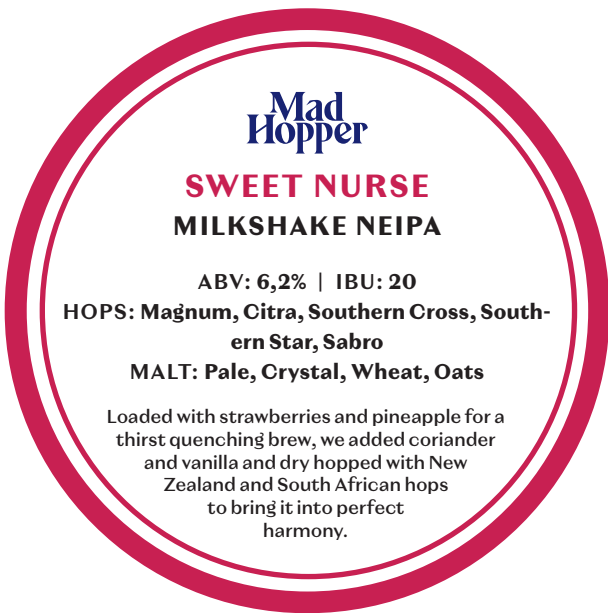 Mad
Hopper
SWEET NURSE
MILKSHAKE NEIPA
ABV: 6,2% | IBU: 20
HOPS: Magnum, Citra, Southern Cross, South-
ern Star, Sabro
MALT: Pale, Crystal, Wheat, Oats
Loaded with strawberries and pineapple for a
thirst quenching brew, we added coriander
and vanilla and dry hopped with New
Zealand and South African hops
to bring it into perfect
harmony.